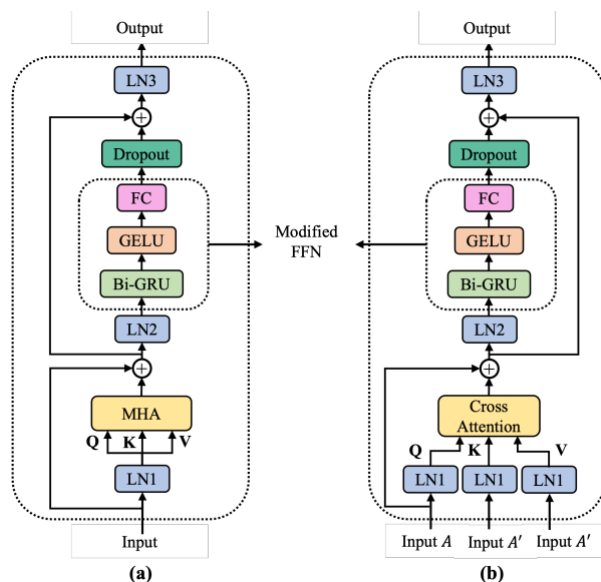 Output
LN3
+
Dropout
FC
GELU
Bi-GRU
LN2
+
MHA
Q K V
LN1
Input
(a)
Modified
FFN
Output
LN3
+
Dropout
FC
GELU
Bi-GRU
LN2
+
Cross
Attention
Q K V
LN1 LN1 LN1
Input A Input A′ Input A′
(b)